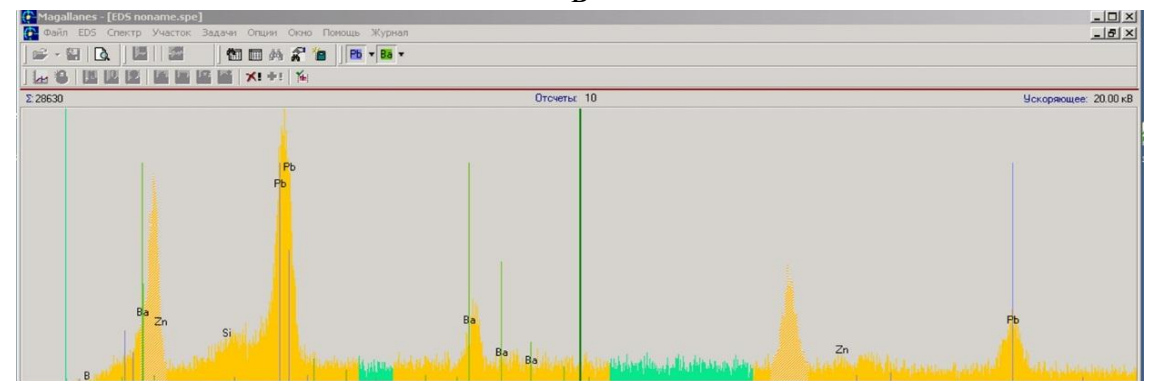 В
Magallanes - [EDS noname.spe]
Файл EDS Спектр Участок Задачи Опции Окно Помощь Журнал
Pb Ba
Σ:28630 Отсчеты: 10 Ускоряющее: 20.00 кВ
Pb
Pb
Ba
Zn
Si
Ba
Pb
Ba
Ba
Zn
B